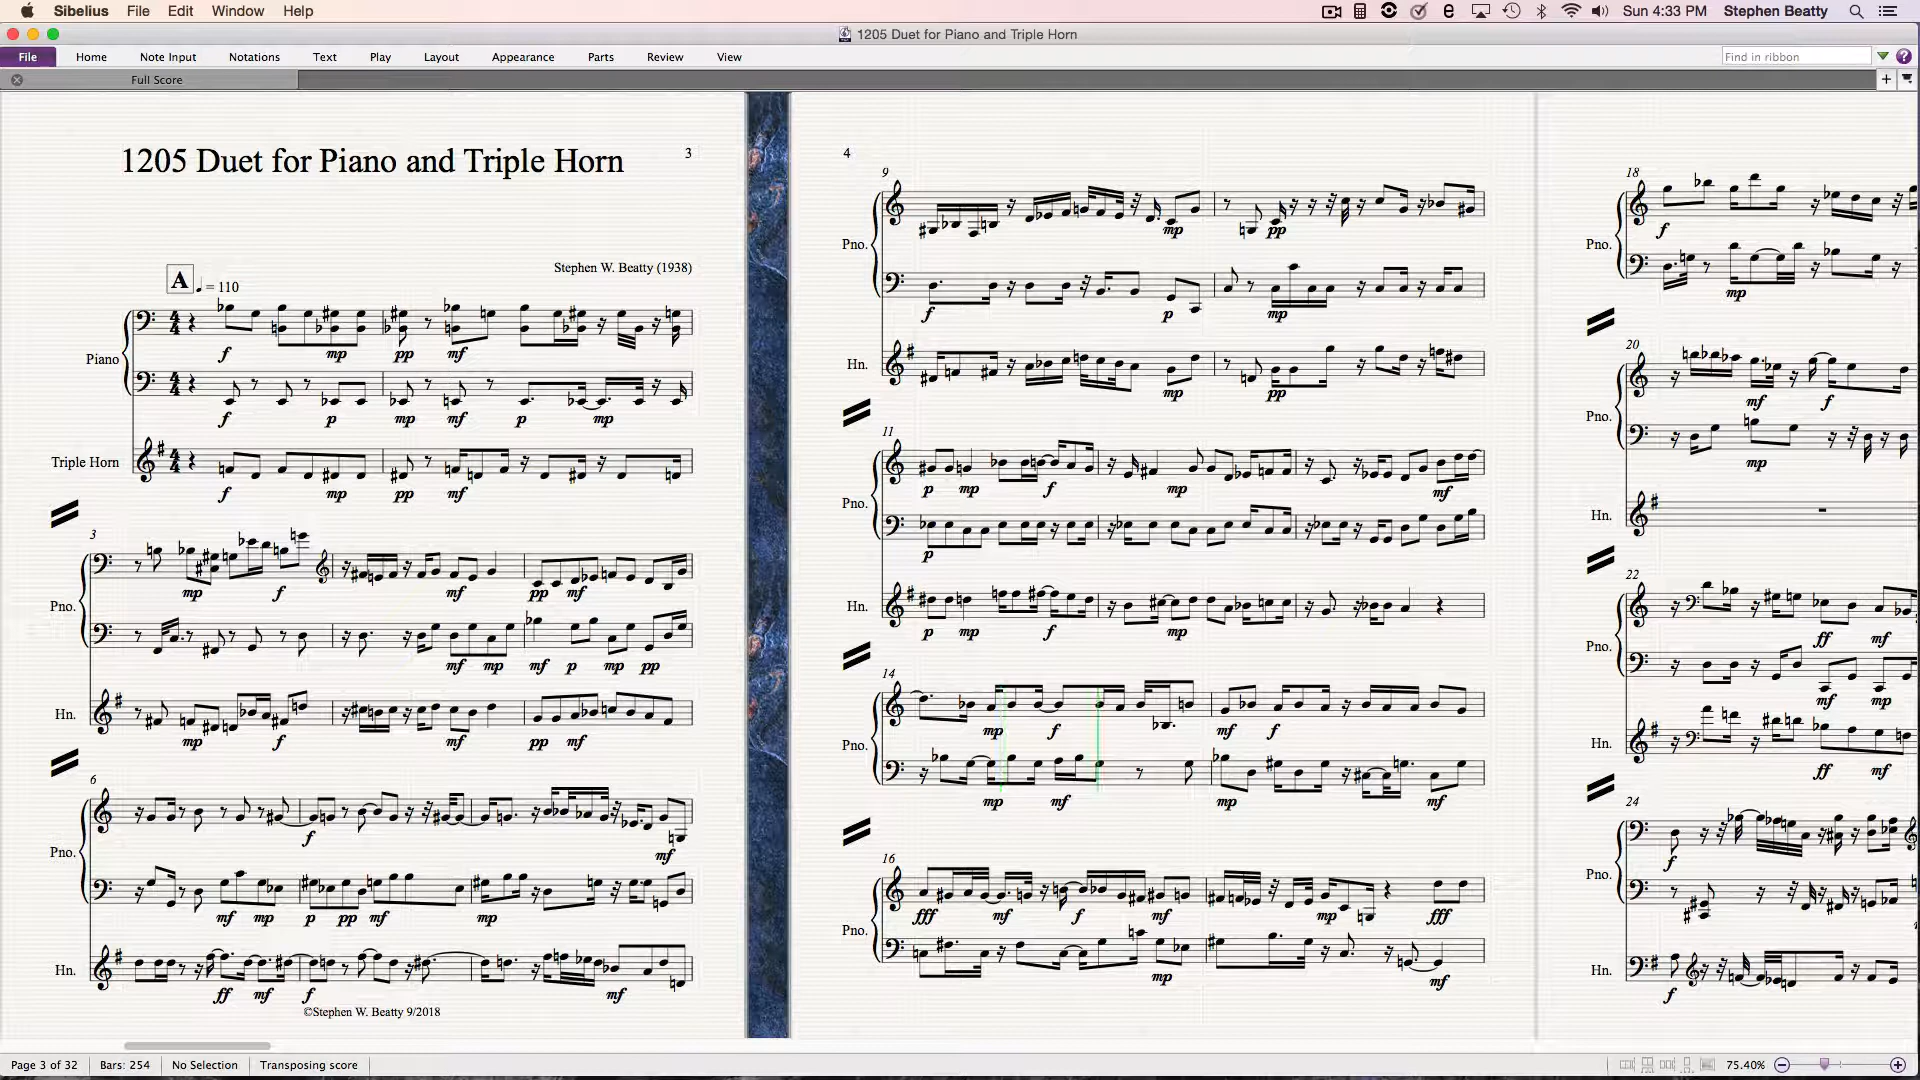 Sibelius File Edit Window Help
Sun 4:33 PM Stephen Beatty
1205 Duet for Piano and Triple Horn
File Home Note Input Notations Text Play Layout Appearance Parts Review View
Find in ribbon
Full Score
1205 Duet for Piano and Triple Horn
3
Stephen W. Beatty (1938)
A = 110
Piano
f mp pp mf
f p mp mf p mp
Triple Horn
f mp pp mf
3
Pno.
mp f mf pp mf
mf mp mf p mp pp
Hn.
mp f mf pp mf
6
Pno.
f mf
mf mp p pp mf mp
Hn.
ff mf f mf
©Stephen W. Beatty 9/2018
4
9
Pno.
mp pp
f p mp
Hn.
mp pp
11
Pno.
p mp f mp mf
p
Hn.
p mp f mp
14
Pno.
mp f mf f
mp mf mp mf
16
Pno.
fff mf f mf mp fff
mp mf
18
Pno.
f
mp
20
Pno.
mf f
mp
Hn.
22
Pno.
ff mf
mf mp
Hn.
ff mf
24
Pno.
f
Hn.
f
Page 3 of 32 Bars: 254 No Selection Transposing score
75.40%